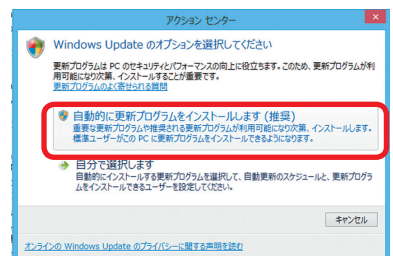 アクション センター
Windows Update のオプションを選択してください
更新プログラムは PC のセキュリティとパフォーマンスの向上に役立ちます。このため、更新プログラムが利
用可能になり次第、インストールすることが重要です。
更新プログラムのよく寄せられる質問
自動的に更新プログラムをインストールします (推奨)
重要な更新プログラムや推奨される更新プログラムが利用可能になり次第、インストールします。
標準ユーザーがこの PC に更新プログラムをインストールできるようになります。
自分で選択します
自動的にインストールする更新プログラムを選択して、自動更新のスケジュールと、更新プログラ
ムをインストールできるユーザーを設定してください。
キャンセル
オンラインの Windows Update のプライバシーに関する声明を読む